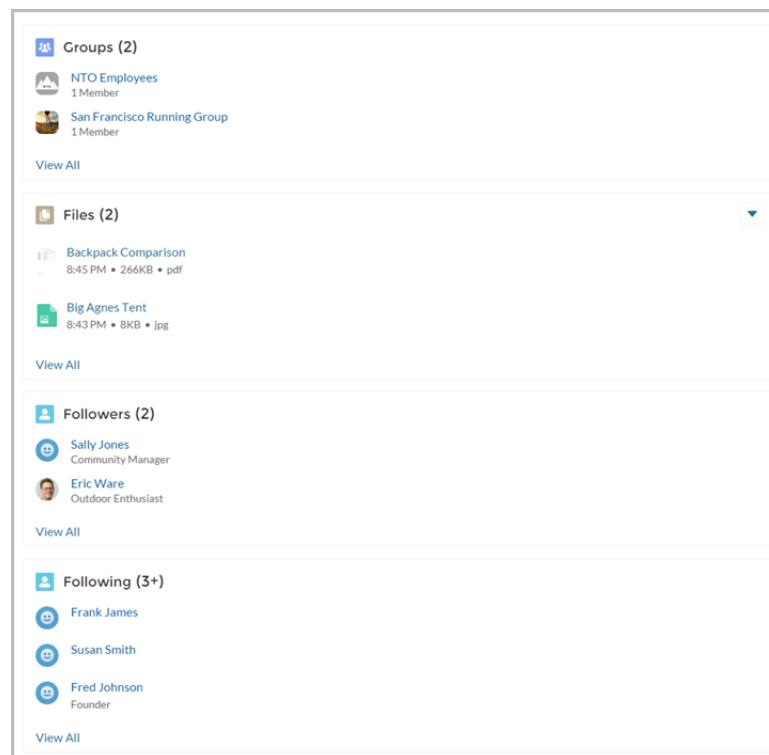 Groups (2)
NTO Employees
1 Member
San Francisco Running Group
1 Member
View All
Files (2)
Backpack Comparison
8:45 PM • 266KB • pdf
Big Agnes Tent
8:43 PM • 8KB • jpg
View All
Followers (2)
Sally Jones
Community Manager
Eric Ware
Outdoor Enthusiast
View All
Following (3+)
Frank James
Susan Smith
Fred Johnson
Founder
View All